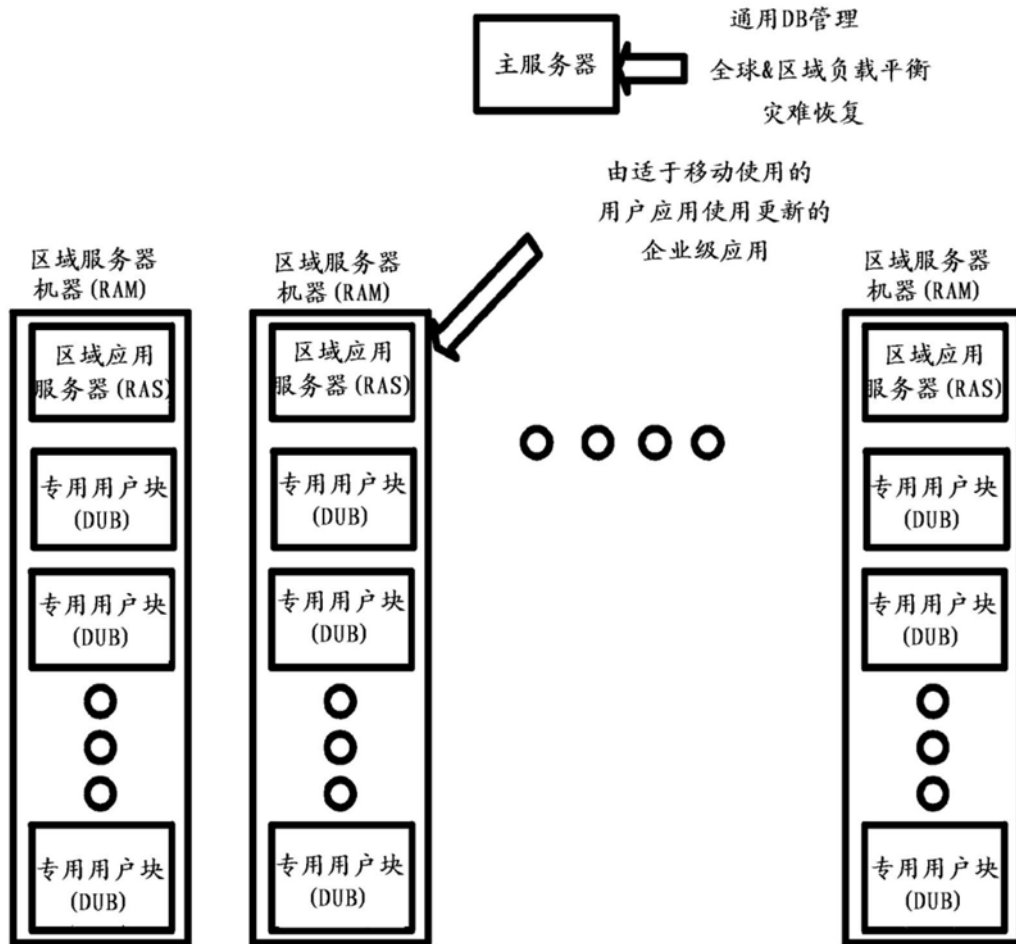 通用DB管理
主服务器
全球&区域负载平衡
灾难恢复
由适于移动使用的
用户应用使用更新的
企业级应用
区域服务器
机器(RAM)
区域应用
服务器(RAS)
专用用户块
(DUB)
专用用户块
(DUB)
专用用户块
(DUB)
区域服务器
机器(RAM)
区域应用
服务器(RAS)
专用用户块
(DUB)
专用用户块
(DUB)
专用用户块
(DUB)
区域服务器
机器(RAM)
区域应用
服务器(RAS)
专用用户块
(DUB)
专用用户块
(DUB)
专用用户块
(DUB)